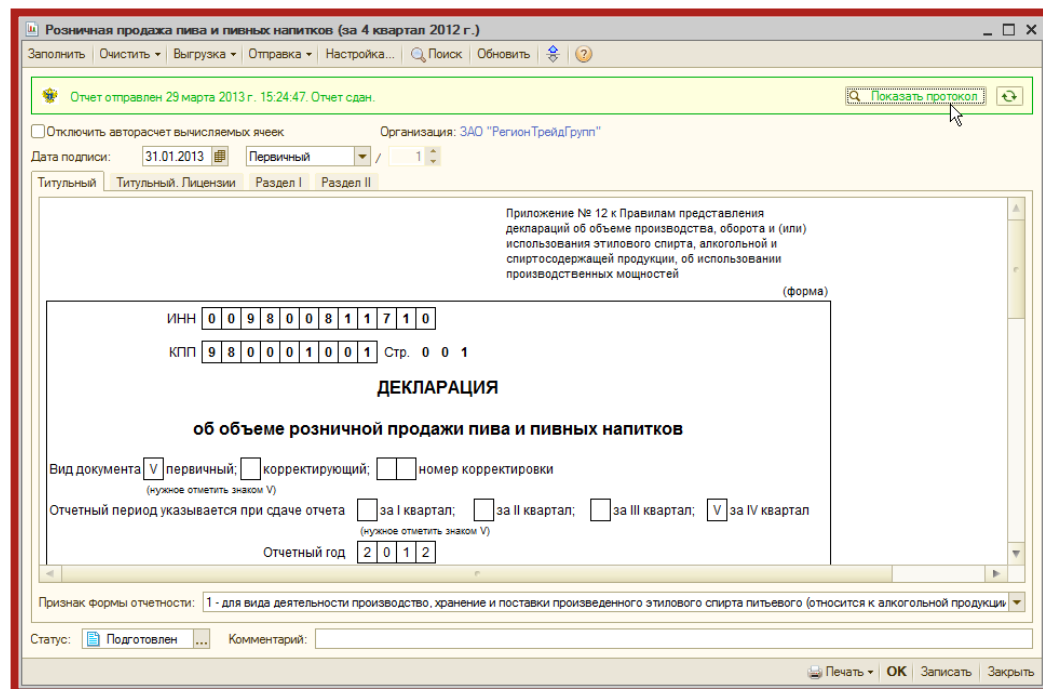 Розничная продажа пива и пивных напитков (за 4 квартал 2012 г.)
Заполнить Очистить Выгрузка Отправка Настройка... Поиск Обновить
Отчет отправлен 29 марта 2013 г. 15:24:47. Отчет сдан. Показать протокол
Отключить авторасчет вычисляемых ячеек Организация: ЗАО "РегионТрейдГрупп"
Дата подписи: 31.01.2013 Первичный / 1
Титульный Титульный. Лицензии Раздел I Раздел II
Приложение № 12 к Правилам представления
деклараций об объеме производства, оборота и (или)
использования этилового спирта, алкогольной и
спиртосодержащей продукции, об использовании
производственных мощностей
(форма)
ИНН 0 0 9 8 0 0 8 1 1 7 1 0
КПП 9 8 0 0 0 1 0 0 1 Стр. 0 0 1
ДЕКЛАРАЦИЯ
об объеме розничной продажи пива и пивных напитков
Вид документа V первичный; корректирующий; номер корректировки
(нужное отметить знаком V)
Отчетный период указывается при сдаче отчета за I квартал; за II квартал; за III квартал; V за IV квартал
(нужное отметить знаком V)
Отчетный год 2 0 1 2
Признак формы отчетности: 1 - для вида деятельности производство, хранение и поставки произведенного этилового спирта питьевого (относится к алкогольной продукции
Статус: Подготовлен ... Комментарий:
Печать OK Записать Закрыть